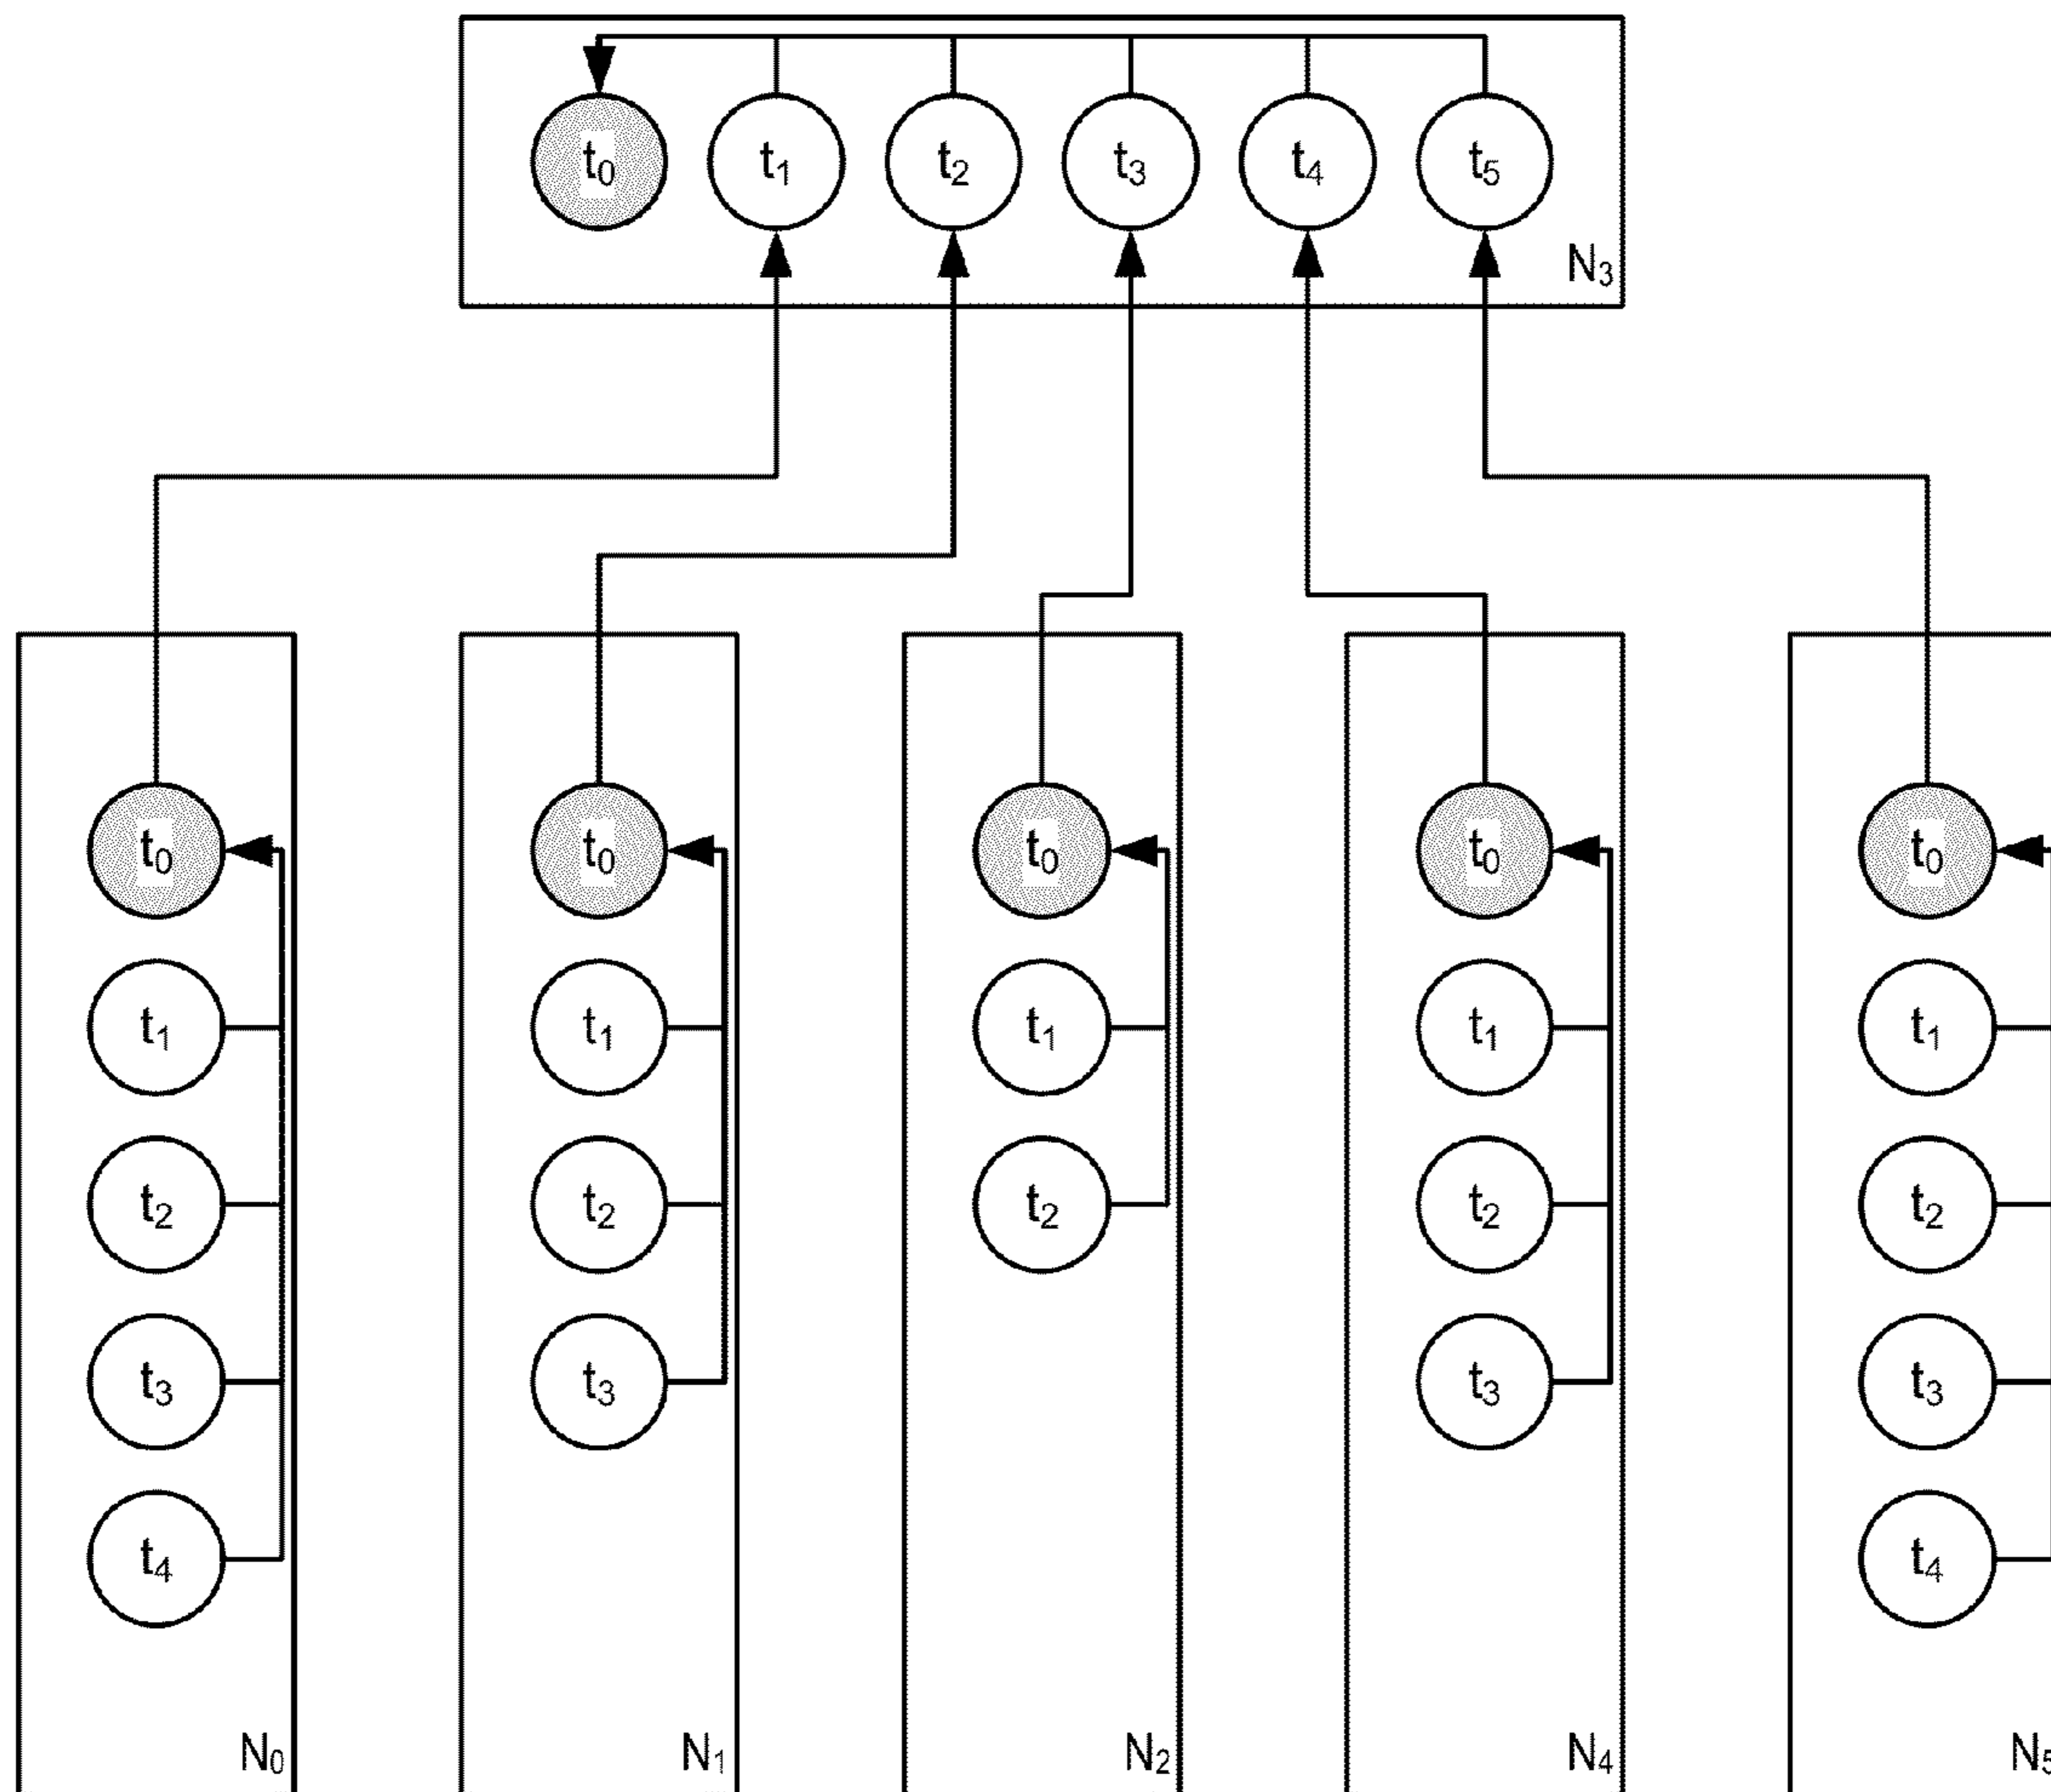 t₀ t₁ t₂ t₃ t₄ t₅
N₃
t₀ t₀ t₀ t₀ t₀
t₁ t₁ t₁ t₁ t₁
t₂ t₂ t₂ t₂ t₂
t₃ t₃ t₃ t₃
t₄ t₄
N₀ N₁ N₂ N₄ N₅